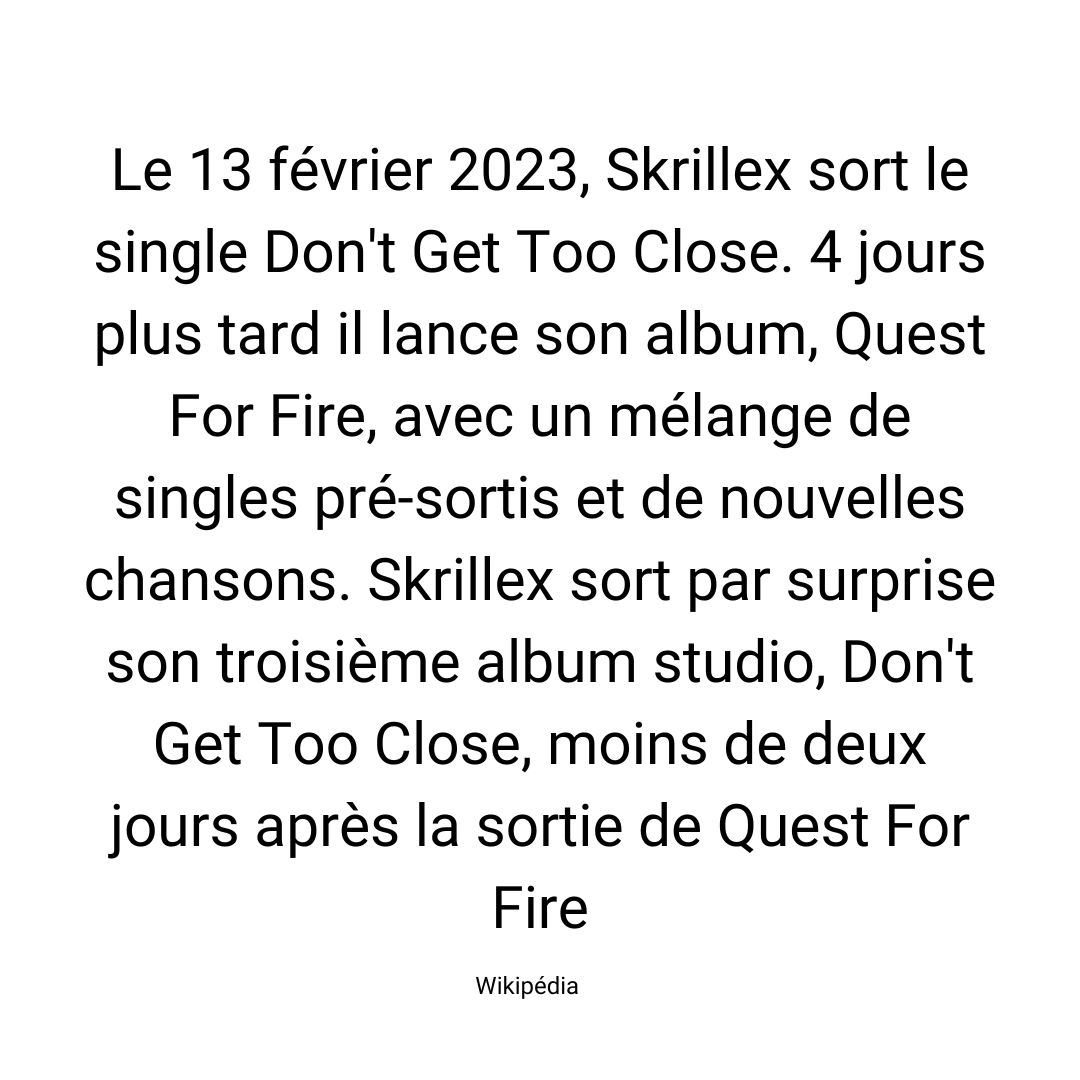 Le 13 février 2023, Skrillex sort le
single Don't Get Too Close. 4 jours
plus tard il lance son album, Quest
For Fire, avec un mélange de
singles pré-sortis et de nouvelles
chansons. Skrillex sort par surprise
son troisième album studio, Don't
Get Too Close, moins de deux
jours après la sortie de Quest For
Fire
Wikipédia